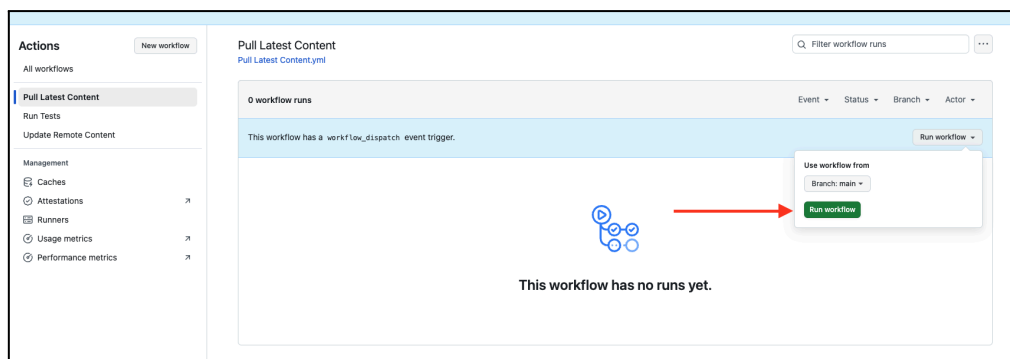 Actions
New workflow
All workflows
Pull Latest Content
Run Tests
Update Remote Content
Management
Caches
Attestations
Runners
Usage metrics
Performance metrics
Pull Latest Content
Pull Latest Content.yml
Filter workflow runs
0 workflow runs
Event Status Branch Actor
This workflow has a workflow_dispatch event trigger.
Run workflow
Use workflow from
Branch: main
Run workflow
This workflow has no runs yet.